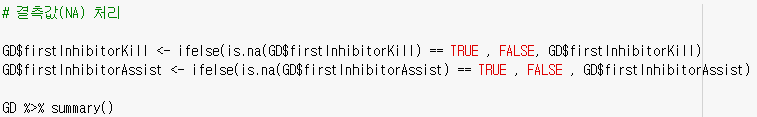 # 결측값(NA) 처리
GD$firstInhibitorKill <- ifelse(is.na(GD$firstInhibitorKill) == TRUE , FALSE, GD$firstInhibitorKill)
GD$firstInhibitorAssist <- ifelse(is.na(GD$firstInhibitorAssist) == TRUE , FALSE , GD$firstInhibitorAssist)
GD %>% summary()